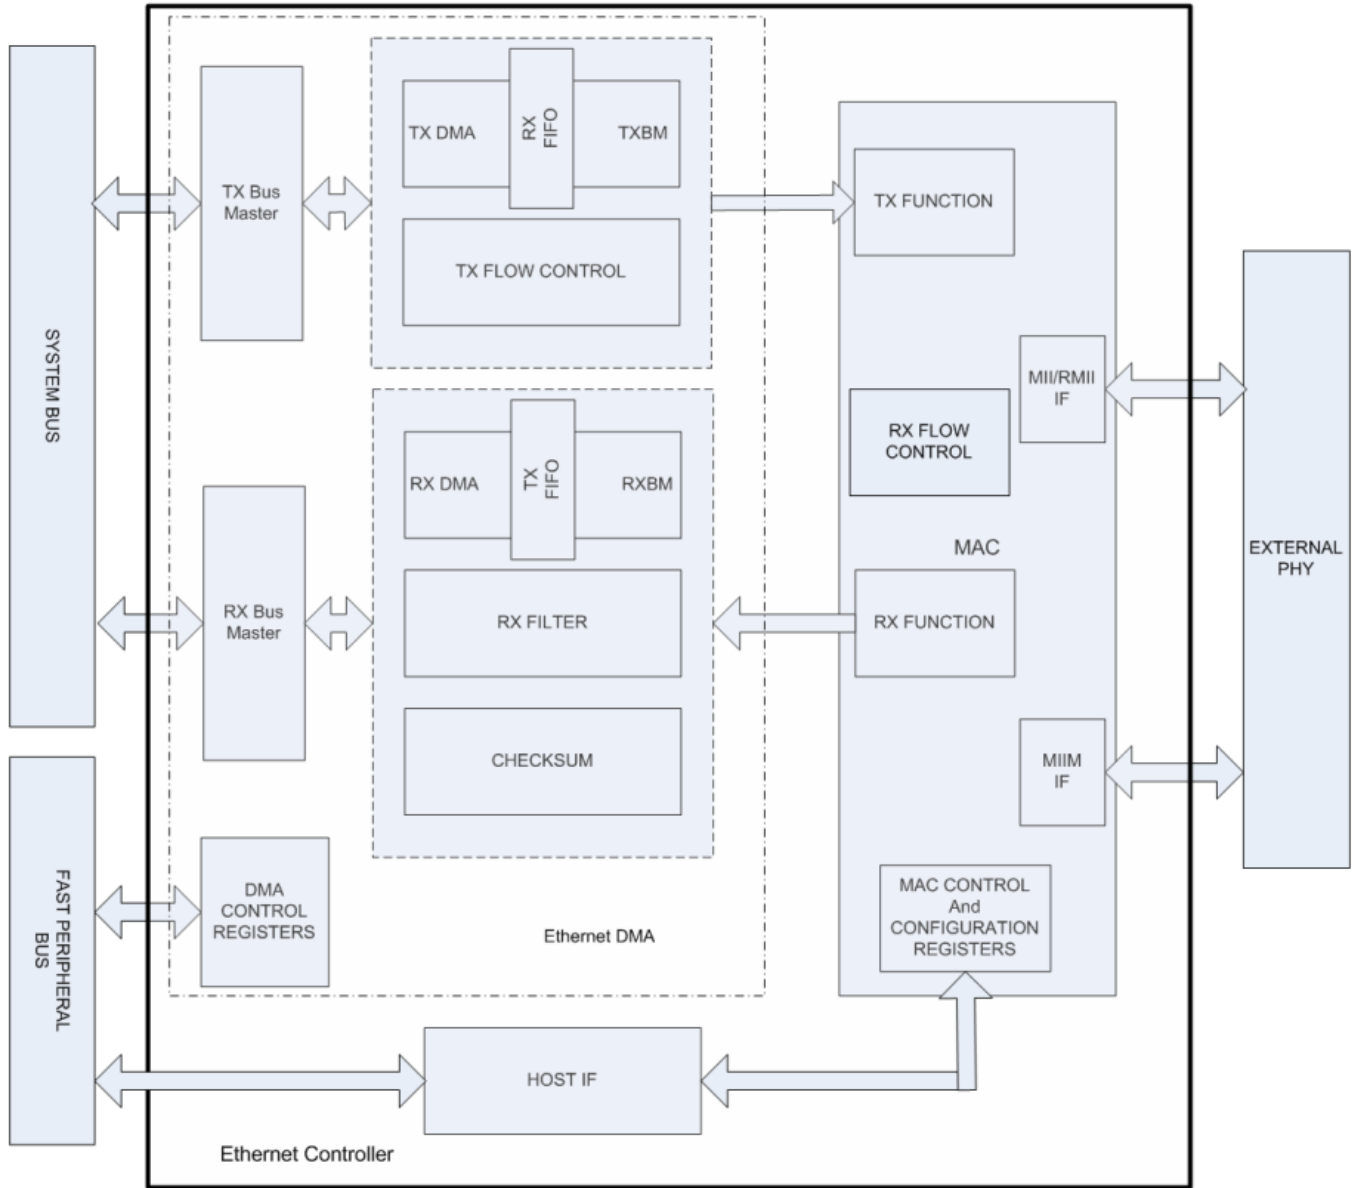 SYSTEM BUS
FAST PERIPHERAL
BUS
TX Bus
Master
TX DMA
RX
FIFO
TXBM
TX FLOW CONTROL
RX Bus
Master
RX DMA
TX
FIFO
RXBM
RX FILTER
CHECKSUM
DMA
CONTROL
REGISTERS
Ethernet DMA
TX FUNCTION
MII/RMII
IF
RX FLOW
CONTROL
MAC
RX FUNCTION
MIIM
IF
MAC CONTROL
And
CONFIGURATION
REGISTERS
EXTERNAL
PHY
HOST IF
Ethernet Controller